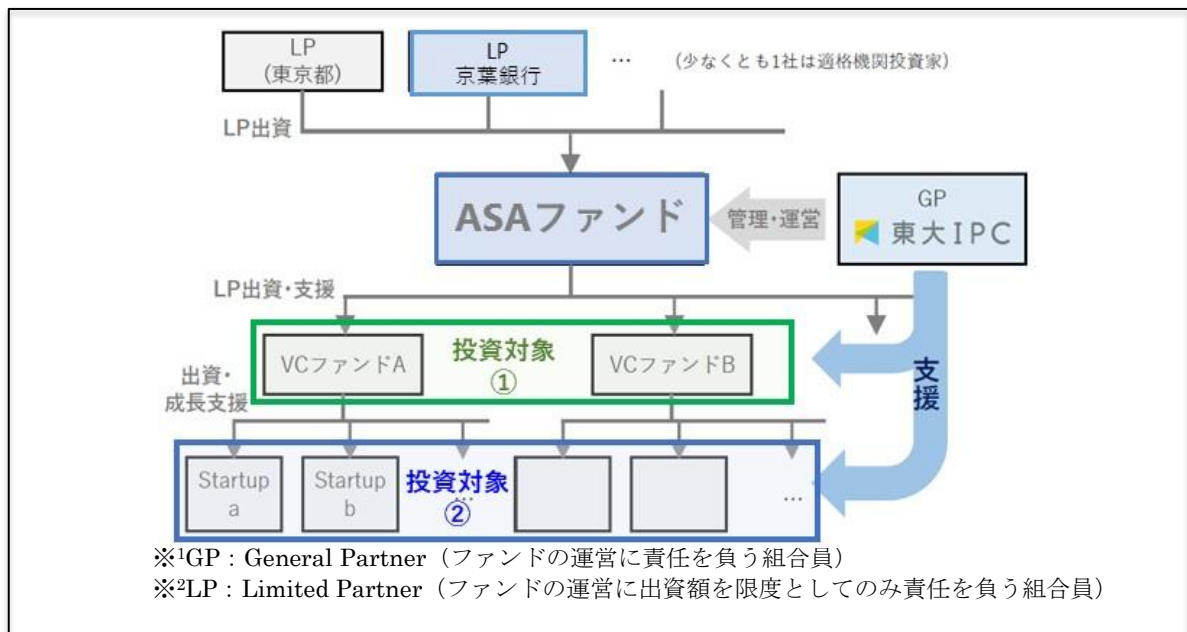 LP
(東京都)
LP
京葉銀行
… (少なくとも1社は適格機関投資家)
LP出資
ASAファンド
管理・運営
GP
東大IPC
LP出資・支援
VCファンドA
投資対象
①
VCファンドB
出資・
成長支援
支援
Startup
a
Startup
b
投資対象
…
②
…
※¹GP：General Partner（ファンドの運営に責任を負う組合員）
※²LP：Limited Partner（ファンドの運営に出資額を限度としてのみ責任を負う組合員）